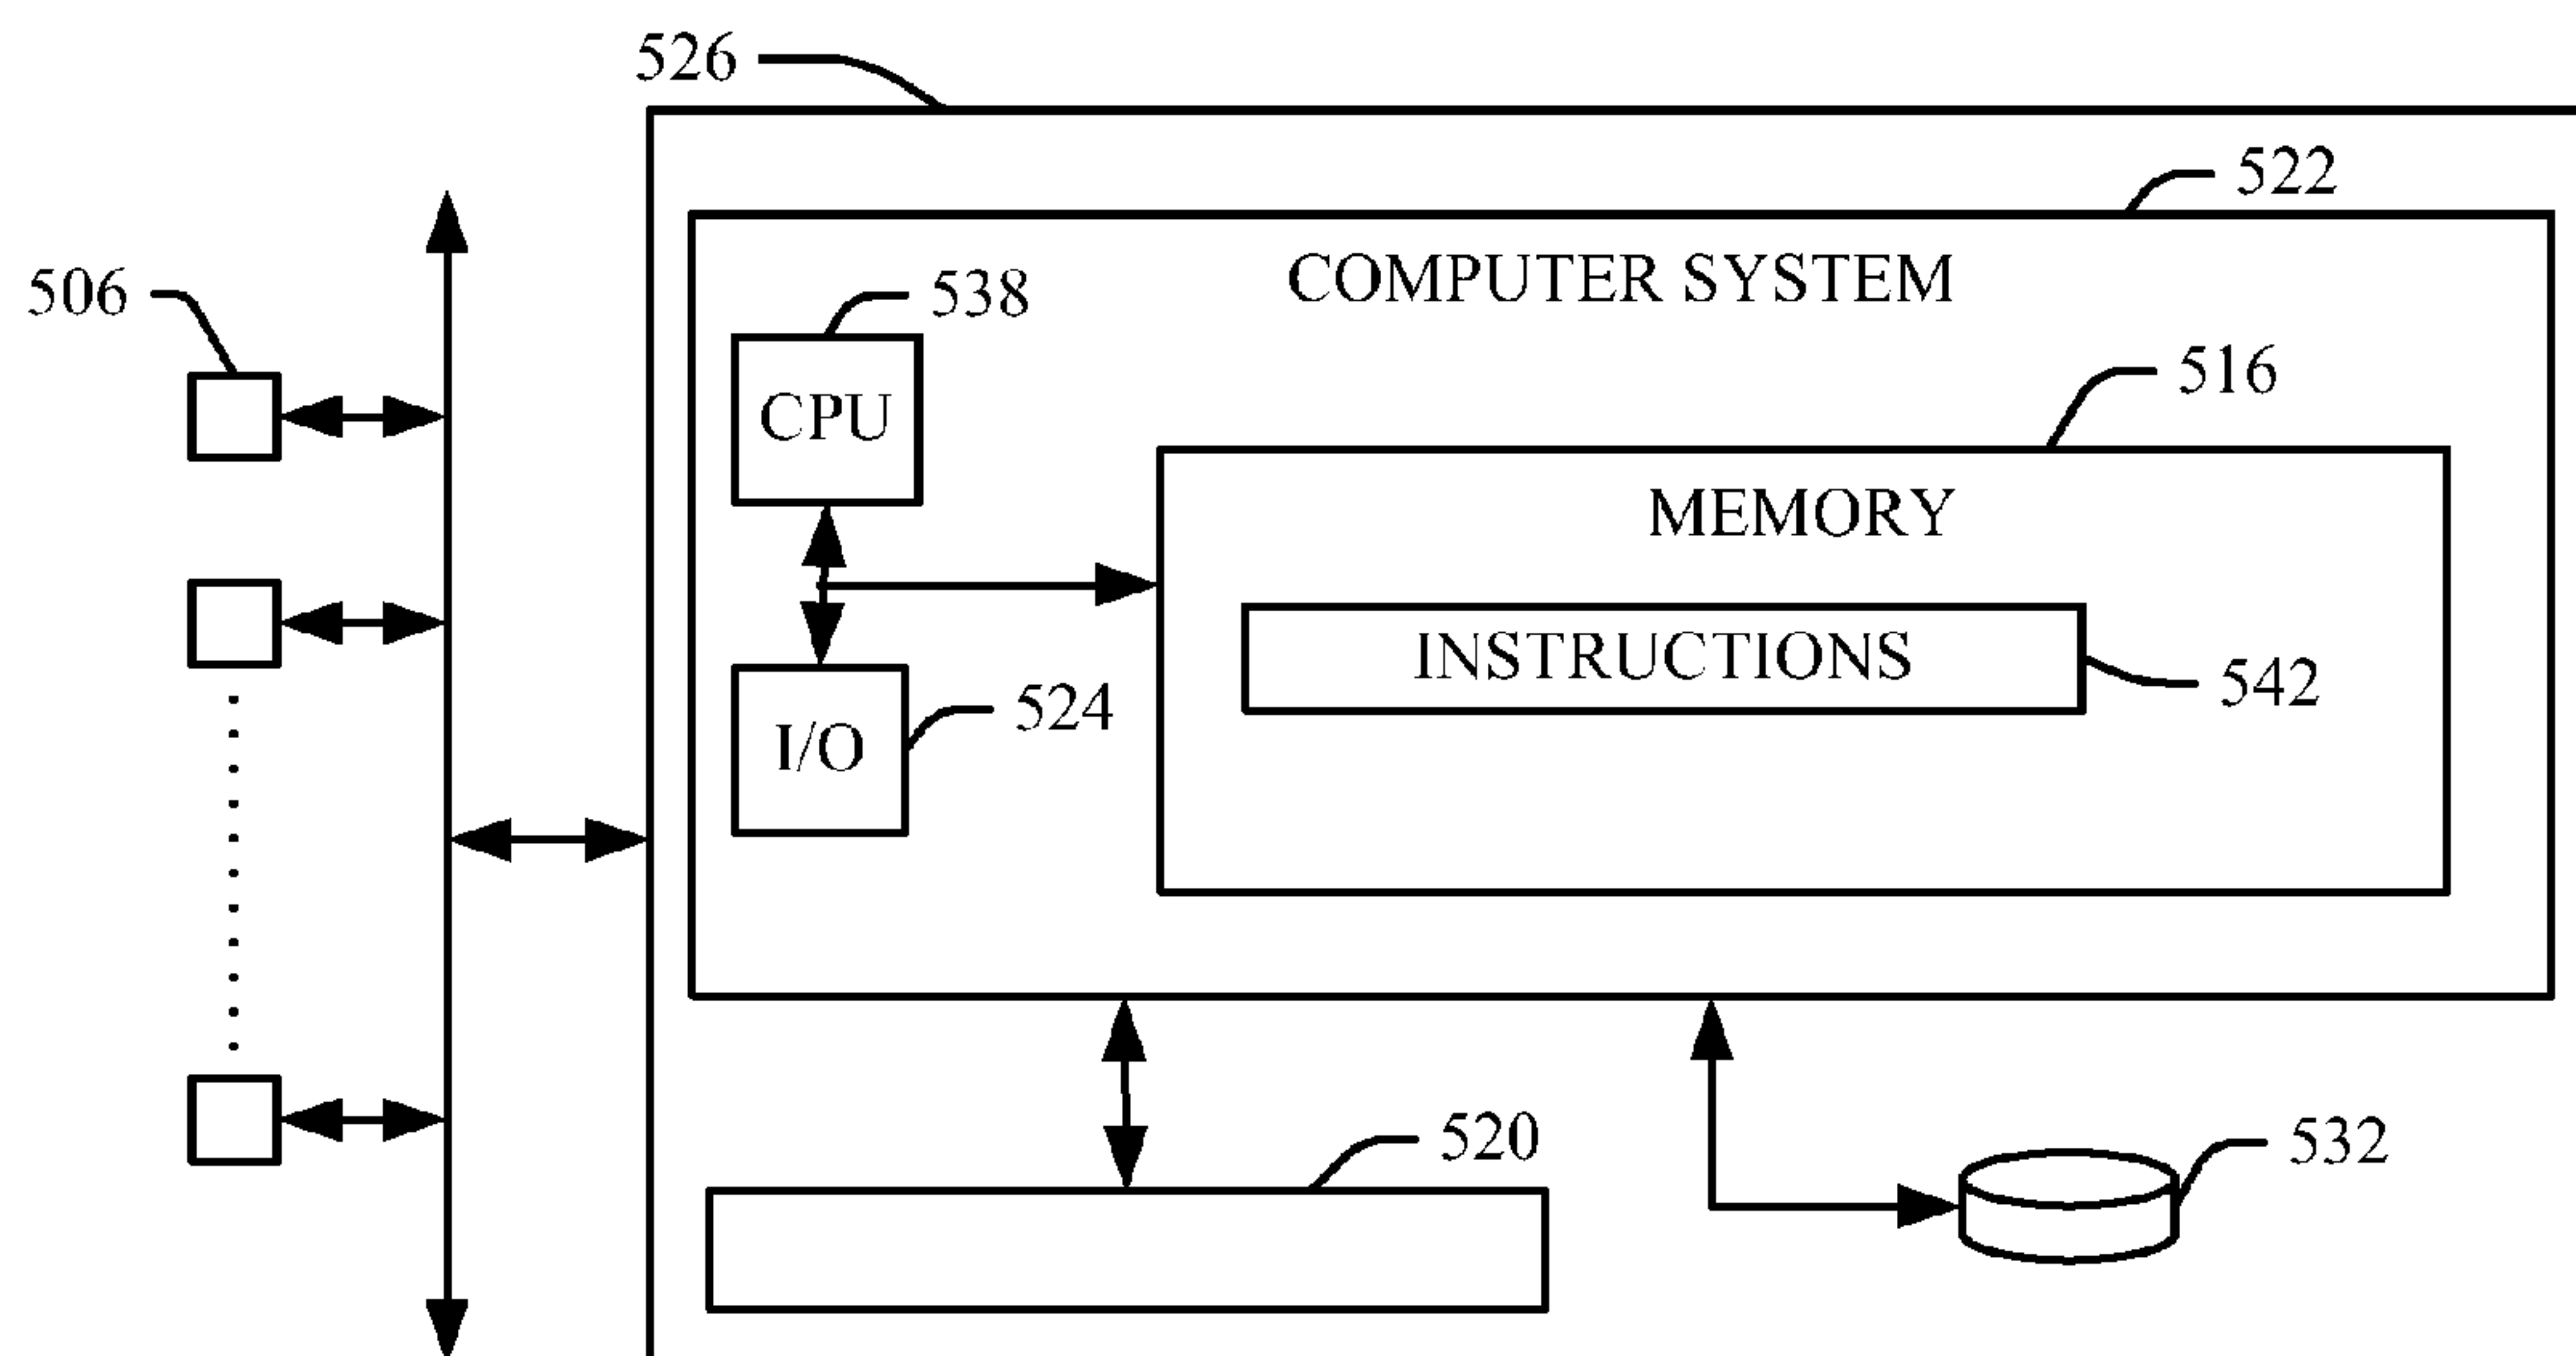 526
522
COMPUTER SYSTEM
506
538
CPU
516
MEMORY
INSTRUCTIONS
542
524
I/O
520
532